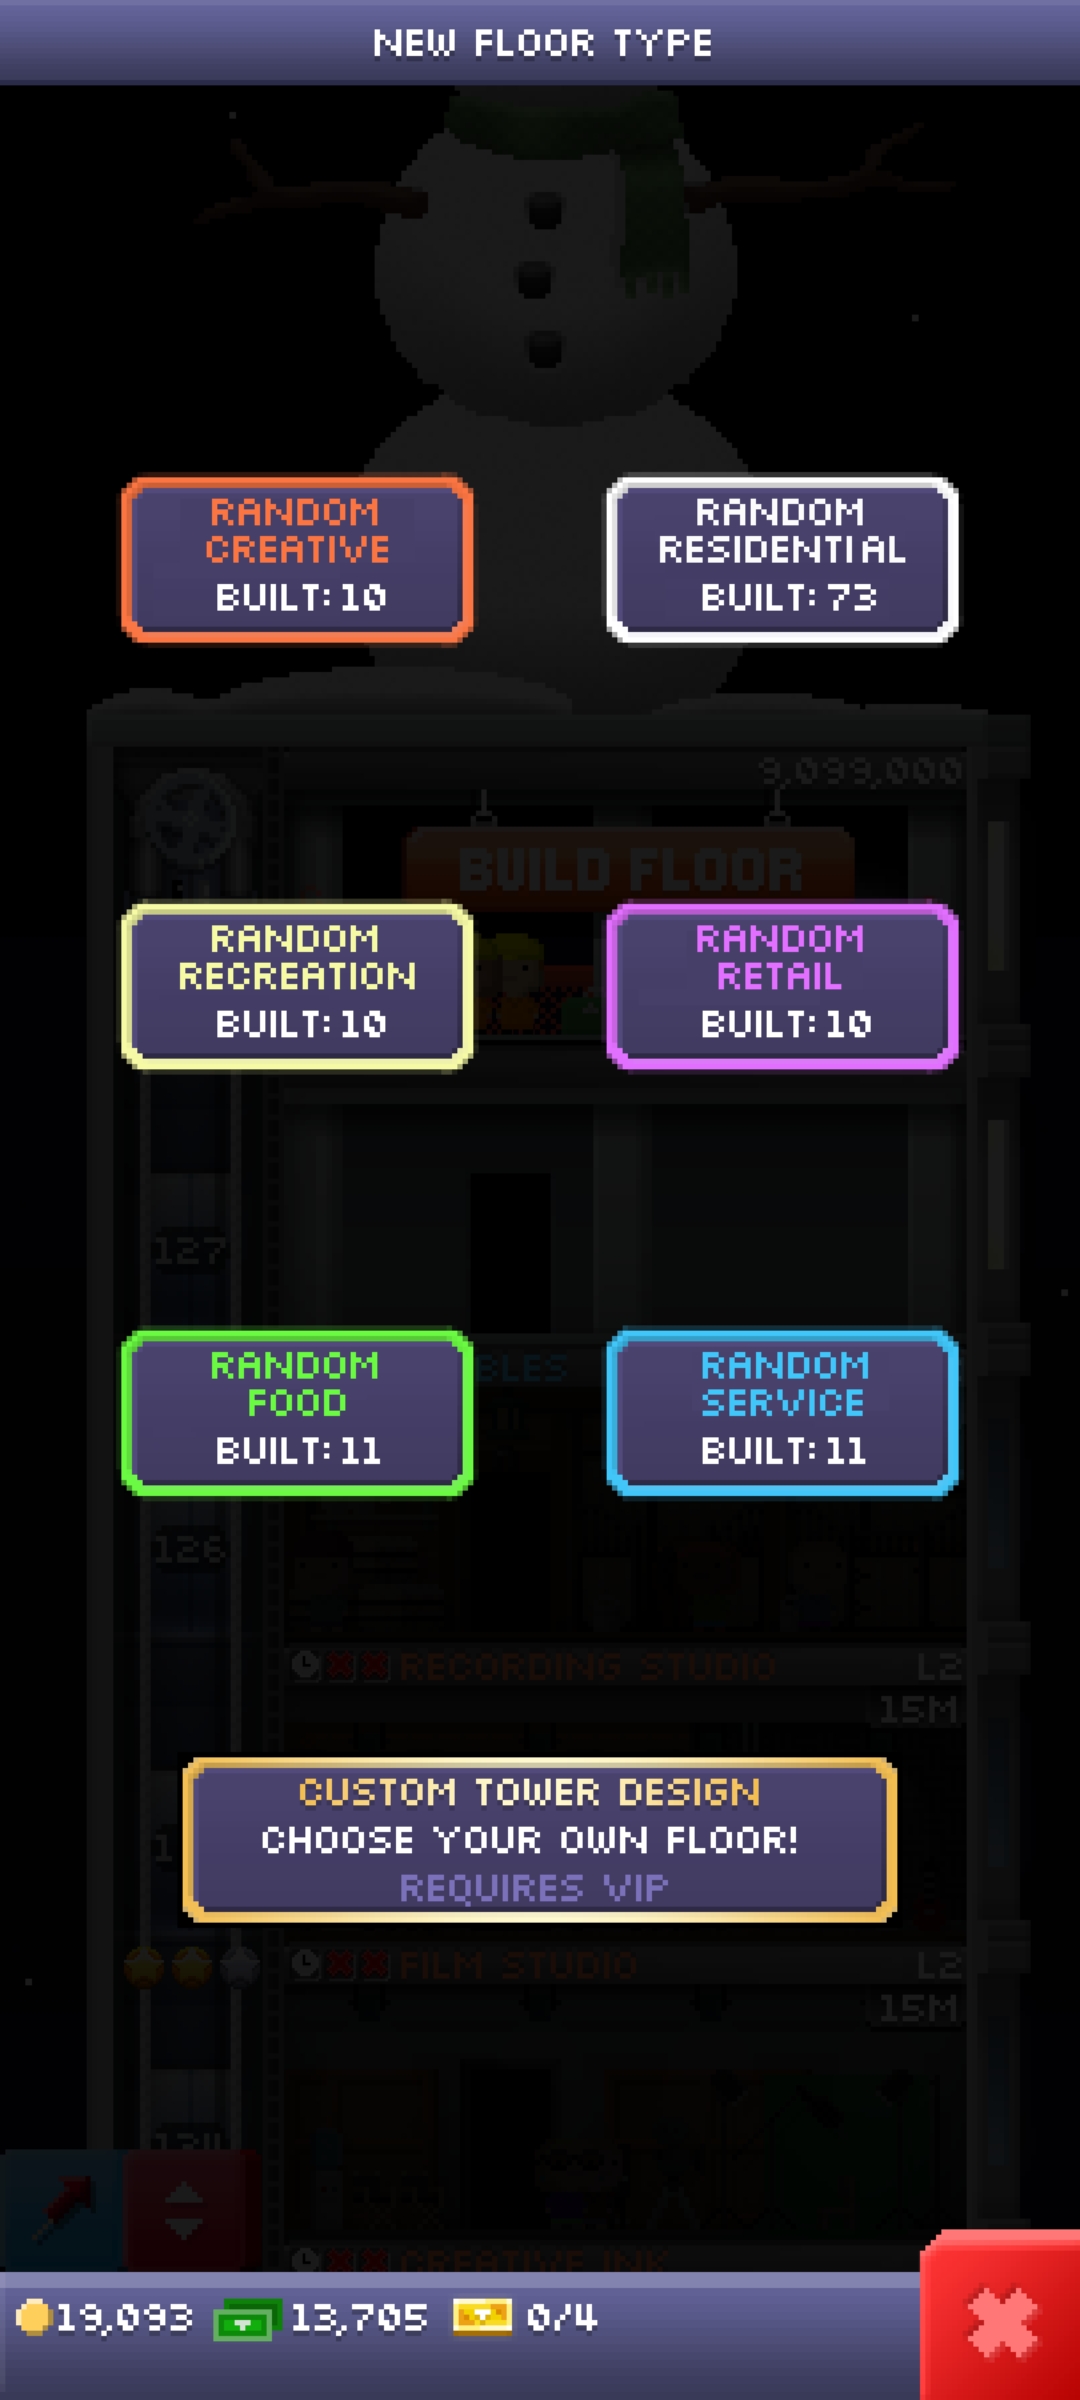 NEW FLOOR TYPE
RANDOM
CREATIVE
BUILT: 10
RANDOM
RESIDENTIAL
BUILT: 73
9,099,000
BUILD FLOOR
RANDOM
RECREATION
BUILT: 10
RANDOM
RETAIL
BUILT: 10
127
RANDOM
FOOD
BUILT: 11
RANDOM
SERVICE
BUILT: 11
126
RECORDING STUDIO L2
15M
CUSTOM TOWER DESIGN
CHOOSE YOUR OWN FLOOR!
REQUIRES VIP
FILM STUDIO L2
15M
CREATIVE INK
19,093 13,705 0/4